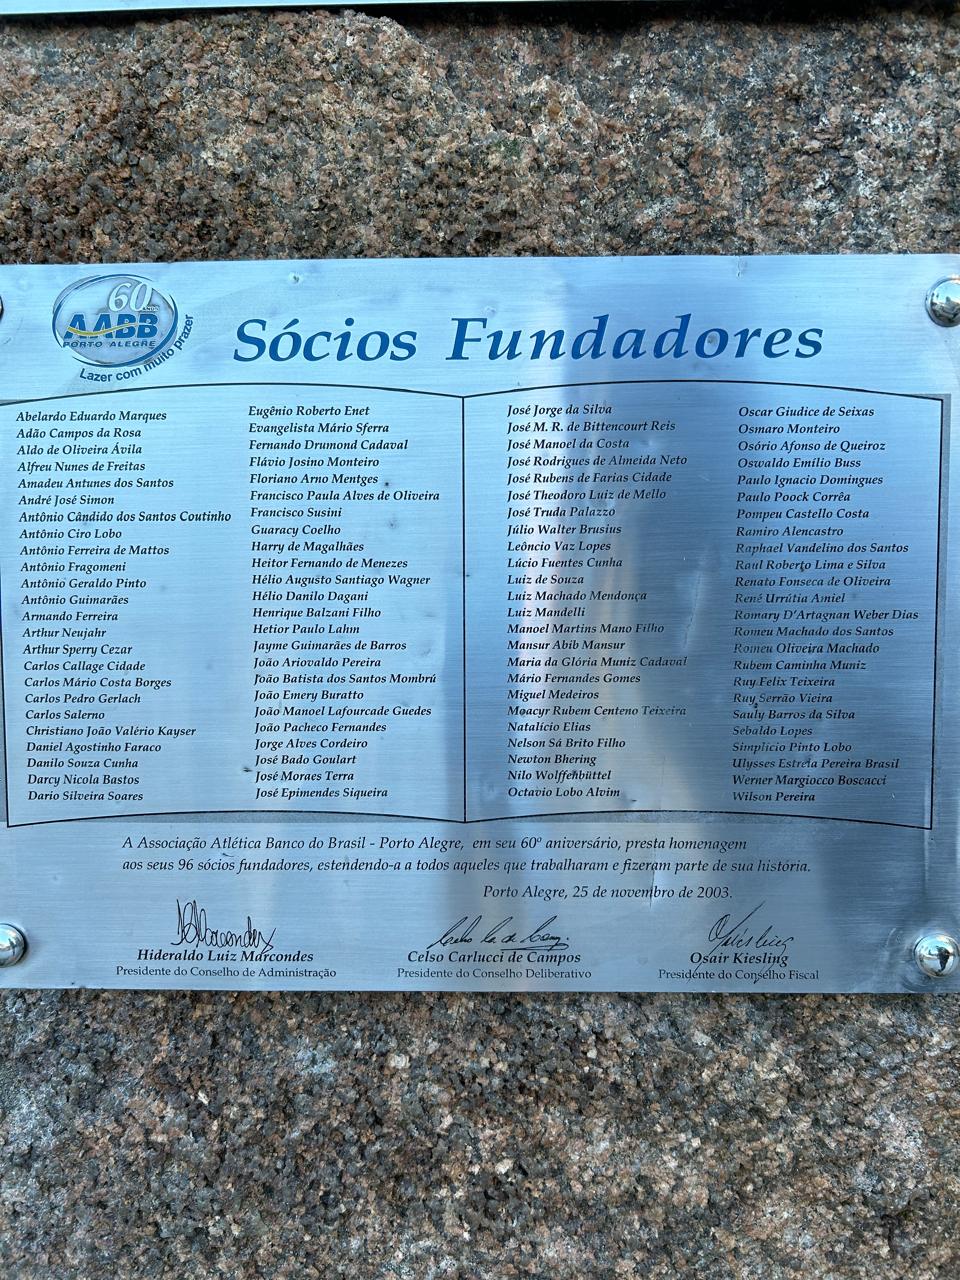 60
ANOS
AABB
PORTO ALEGRE
Lazer com muito prazer
Sócios Fundadores
Abelardo Eduardo Marques
Adão Campos da Rosa
Aldo de Oliveira Ávila
Alfreu Nunes de Freitas
Amadeu Antunes dos Santos
André José Simon
Antônio Cândido dos Santos Coutinho
Antônio Ciro Lobo
Antônio Ferreira de Mattos
Antônio Fragomeni
Antônio Geraldo Pinto
Antônio Guimarães
Armando Ferreira
Arthur Neujahr
Arthur Sperry Cezar
Carlos Callage Cidade
Carlos Mário Costa Borges
Carlos Pedro Gerlach
Carlos Salerno
Christiano João Valério Kayser
Daniel Agostinho Faraco
Danilo Souza Cunha
Darcy Nicola Bastos
Dario Silveira Soares
Eugênio Roberto Enet
Evangelista Mário Sferra
Fernando Drumond Cadaval
Flávio Josino Monteiro
Floriano Arno Mentges
Francisco Paula Alves de Oliveira
Francisco Susini
Guaracy Coelho
Harry de Magalhães
Heitor Fernando de Menezes
Hélio Augusto Santiago Wagner
Hélio Danilo Dagani
Henrique Balzani Filho
Hetior Paulo Lahn
Jayme Guimarães de Barros
João Ariovaldo Pereira
João Batista dos Santos Mombrú
João Emery Buratto
João Manoel Lafourcade Guedes
João Pacheco Fernandes
Jorge Alves Cordeiro
José Bado Goulart
José Moraes Terra
José Epimendes Siqueira
José Jorge da Silva
José M. R. de Bittencourt Reis
José Manoel da Costa
José Rodrigues de Almeida Neto
José Rubens de Farias Cidade
José Theodoro Luiz de Mello
José Truda Palazzo
Júlio Walter Brusius
Leôncio Vaz Lopes
Lúcio Fuentes Cunha
Luiz de Souza
Luiz Machado Mendonça
Luiz Mandelli
Manoel Martins Mano Filho
Mansur Abib Mansur
Maria da Glória Muniz Cadaval
Mário Fernandes Gomes
Miguel Medeiros
Moacyr Rubem Centeno Teixeira
Natalício Elias
Nelson Sá Brito Filho
Newton Bhering
Nilo Wolffenbüttel
Octavio Lobo Alvim
Oscar Giudice de Seixas
Osmaro Monteiro
Osório Afonso de Queiroz
Oswaldo Emílio Buss
Paulo Ignacio Domingues
Paulo Poock Corrêa
Pompeu Castello Costa
Ramiro Alencastro
Raphael Vandelino dos Santos
Raul Roberto Lima e Silva
Renato Fonseca de Oliveira
René Urrútia Amiel
Romary D'Artagnan Weber Dias
Romeu Machado dos Santos
Romeu Oliveira Machado
Rubem Caminha Muniz
Ruy Felix Teixeira
Ruy Serrão Vieira
Sauly Barros da Silva
Sebaldo Lopes
Simplício Pinto Lobo
Ulysses Estrela Pereira Brasil
Werner Margiocco Boscacci
Wilson Pereira
A Associação Atlética Banco do Brasil - Porto Alegre, em seu 60º aniversário, presta homenagem
aos seus 96 sócios fundadores, estendendo-a a todos aqueles que trabalharam e fizeram parte de sua história.
Porto Alegre, 25 de novembro de 2003.
Hideraldo Luiz Marcondes
Presidente do Conselho de Administração
Celso Carlucci de Campos
Presidente do Conselho Deliberativo
Osair Kiesling
Presidente do Conselho Fiscal